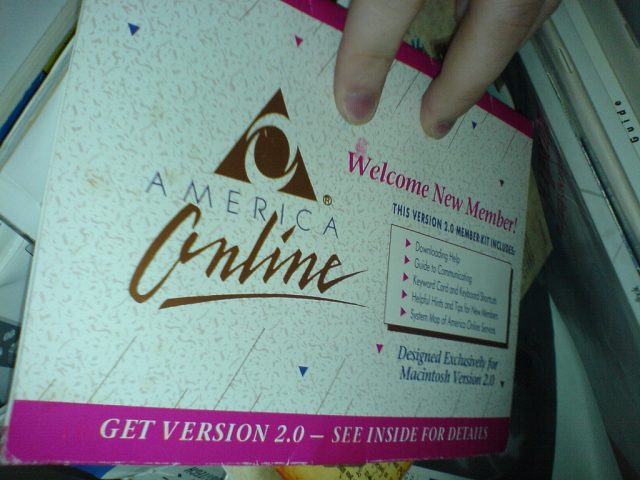 AMERICA
Online
®
Welcome New Member!
THIS VERSION 2.0 MEMBER KIT INCLUDES:
Downloading Help
Guide to Communicating
Keyword Card and Keyboard Shortcuts
Helpful Hints and Tips for New Members
System Map of America Online Services
Designed Exclusively for
Macintosh Version 2.0
GET VERSION 2.0 — SEE INSIDE FOR DETAILS
Guide